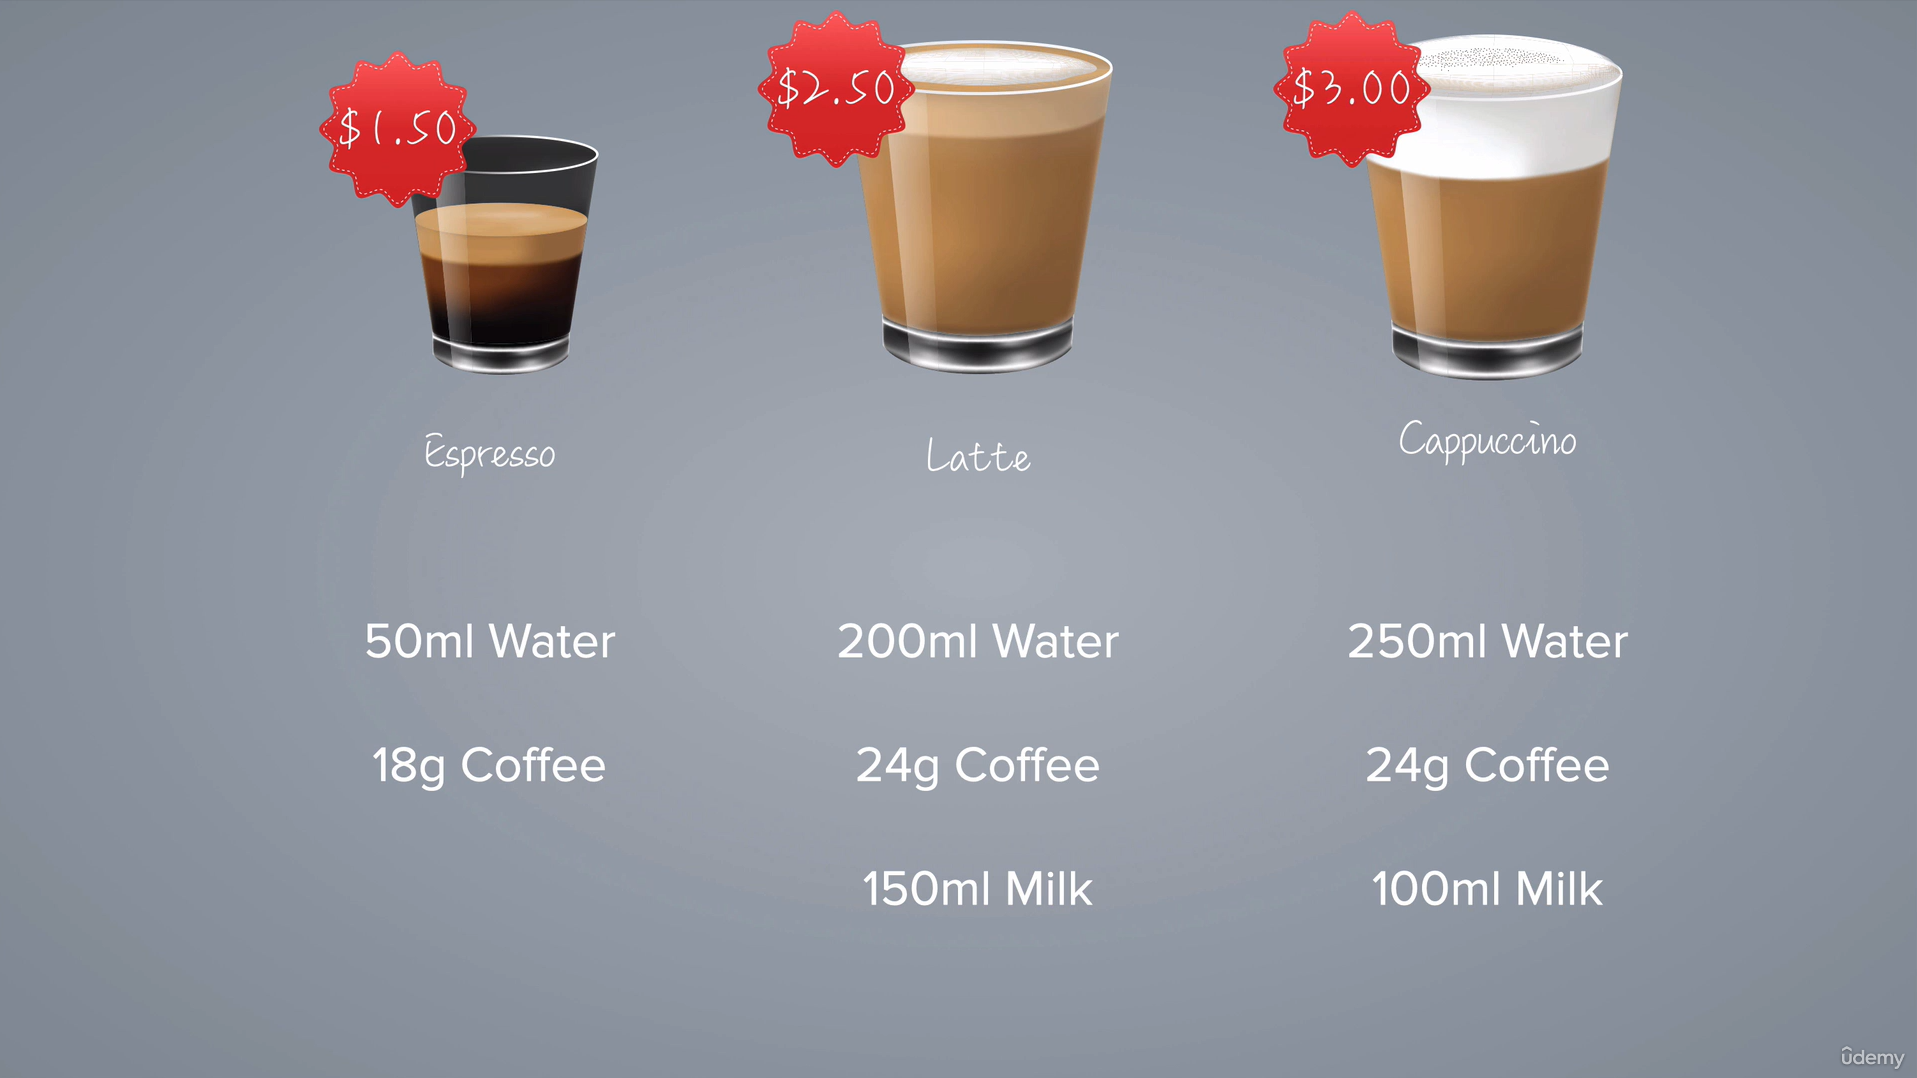 $1.50
$2.50
$3.00
Espresso
Latte
Cappuccino
50ml Water
200ml Water
250ml Water
18g Coffee
24g Coffee
24g Coffee
150ml Milk
100ml Milk
ûdemy